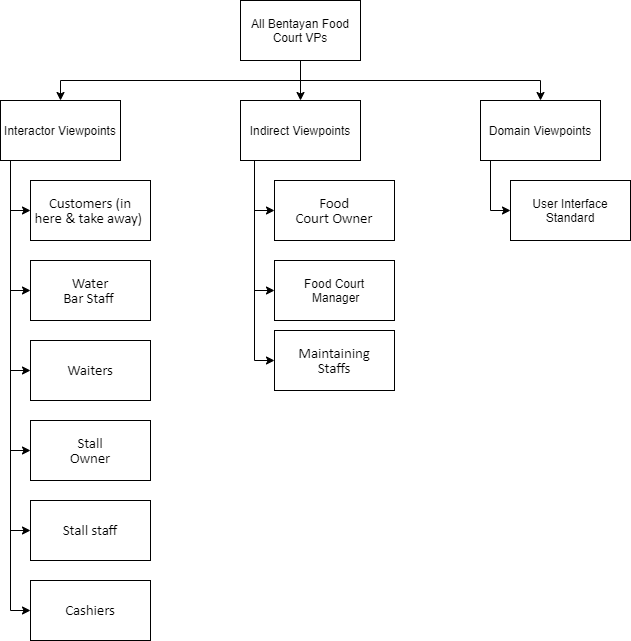 All Bentayan Food
Court VPs
Interactor Viewpoints
Indirect Viewpoints
Domain Viewpoints
Customers (in
here & take away)
Water
Bar Staff
Waiters
Stall
Owner
Stall staff
Cashiers
Food
Court Owner
Food Court
Manager
Maintaining
Staffs
User Interface
Standard